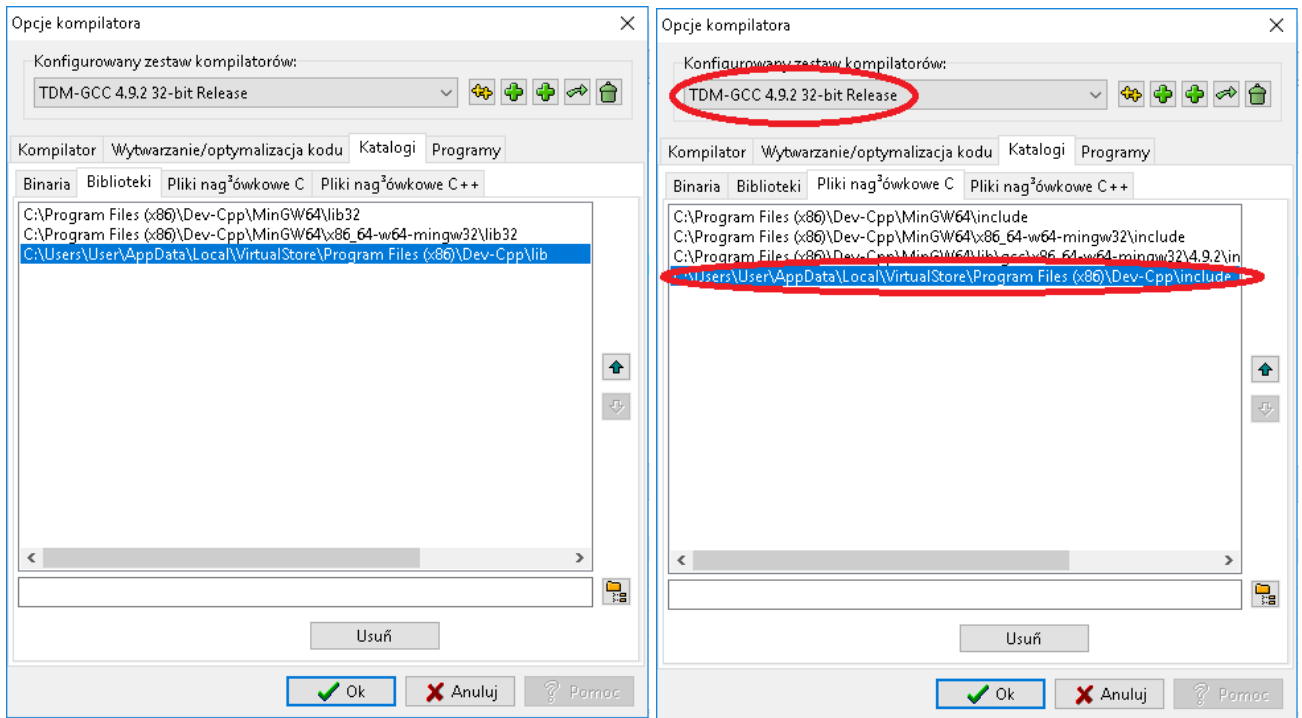 Opcje kompilatora
Konfigurowany zestaw kompilatorów:
TDM-GCC 4.9.2 32-bit Release
Kompilator Wytwarzanie/optymalizacja kodu Katalogi Programy
Binaria Biblioteki Pliki nag³ówkowe C Pliki nag³ówkowe C++
C:\Program Files (x86)\Dev-Cpp\MinGW64\lib32
C:\Program Files (x86)\Dev-Cpp\MinGW64\x86_64-w64-mingw32\lib32
C:\Users\User\AppData\Local\VirtualStore\Program Files (x86)\Dev-Cpp\lib
Usuñ
Ok Anuluj Pomoc
Opcje kompilatora
Konfigurowany zestaw kompilatorów:
TDM-GCC 4.9.2 32-bit Release
Kompilator Wytwarzanie/optymalizacja kodu Katalogi Programy
Binaria Biblioteki Pliki nag³ówkowe C Pliki nag³ówkowe C++
C:\Program Files (x86)\Dev-Cpp\MinGW64\include
C:\Program Files (x86)\Dev-Cpp\MinGW64\x86_64-w64-mingw32\include
C:\Program Files (x86)\Dev-Cpp\MinGW64\lib\gcc\x86_64-w64-mingw32\4.9.2\in
C:\Users\User\AppData\Local\VirtualStore\Program Files (x86)\Dev-Cpp\include
Usuñ
Ok Anuluj Pomoc